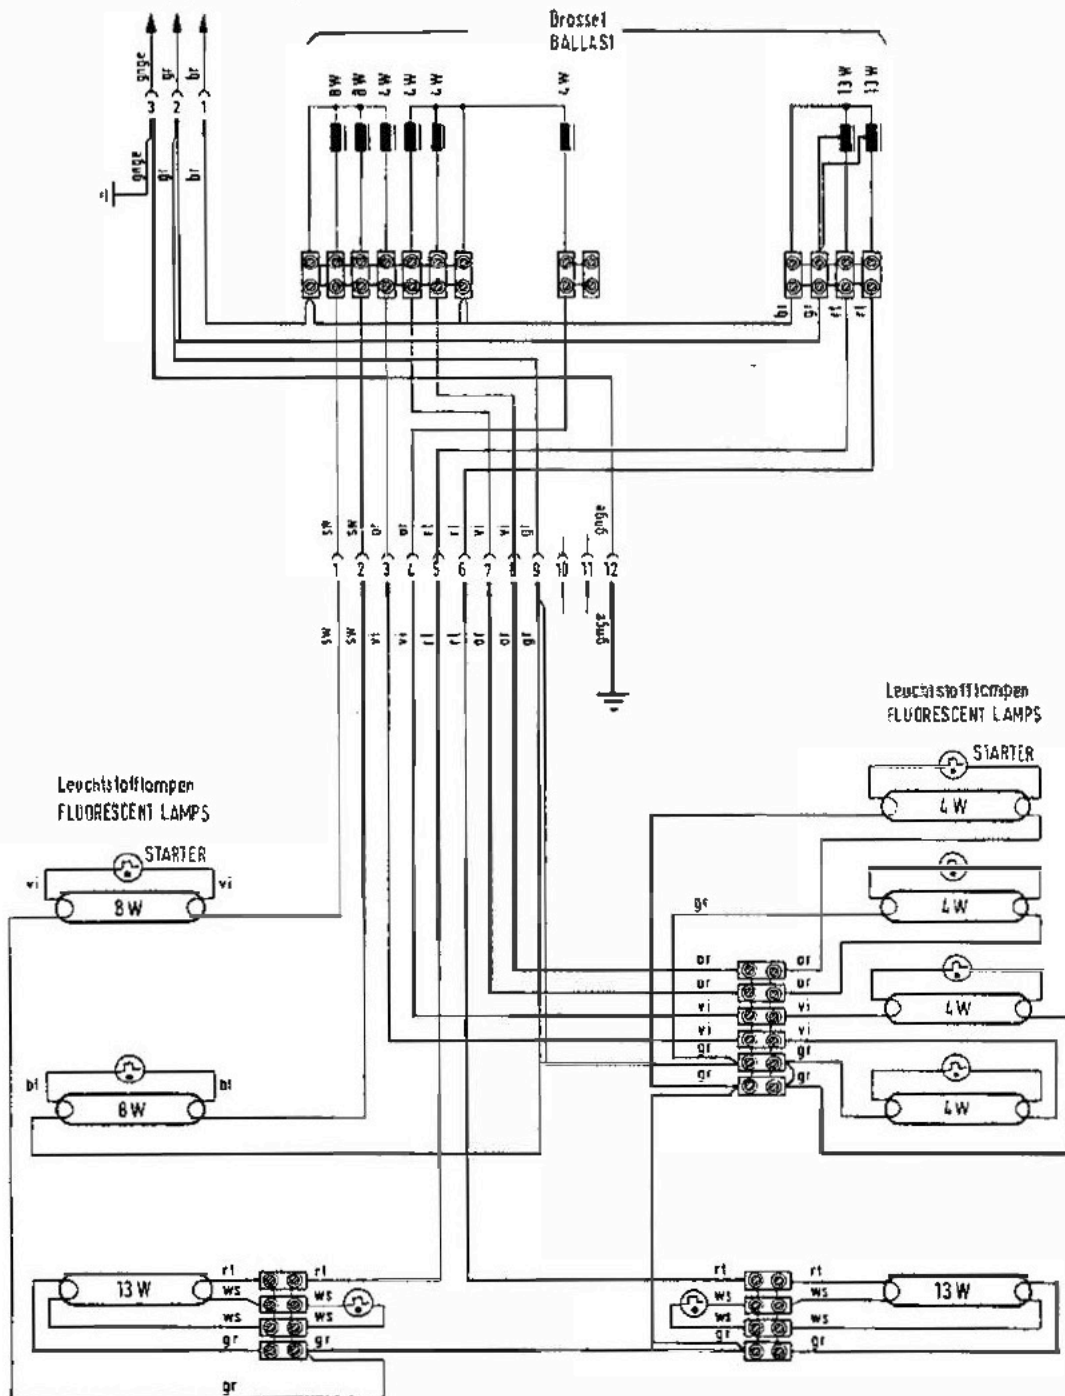 Drossel
BALLAST
gnge
gr
br
8W
8W
4W
4W
4W
4W
13W
13W
3
2
1
gnge
gr
br
br
gr
rt
rt
sw
sw
or
or
rt
rt
vi
vi
gr
gnge
1
2
3
4
5
6
7
8
9
10
11
12
sw
sw
vi
vi
rt
rt
or
or
gr
gnge
Leuchtstofflampen
FLUORESCENT LAMPS
STARTER
4W
Leuchtstofflampen
FLUORESCENT LAMPS
STARTER
vi
vi
8W
gr
4W
or
or
or
or
vi
vi
4W
vi
vi
gr
gr
gr
gr
4W
bl
bl
8W
rt
rt
13W
ws
ws
ws
ws
gr
gr
gr
rt
rt
ws
ws
13W
ws
ws
gr
gr